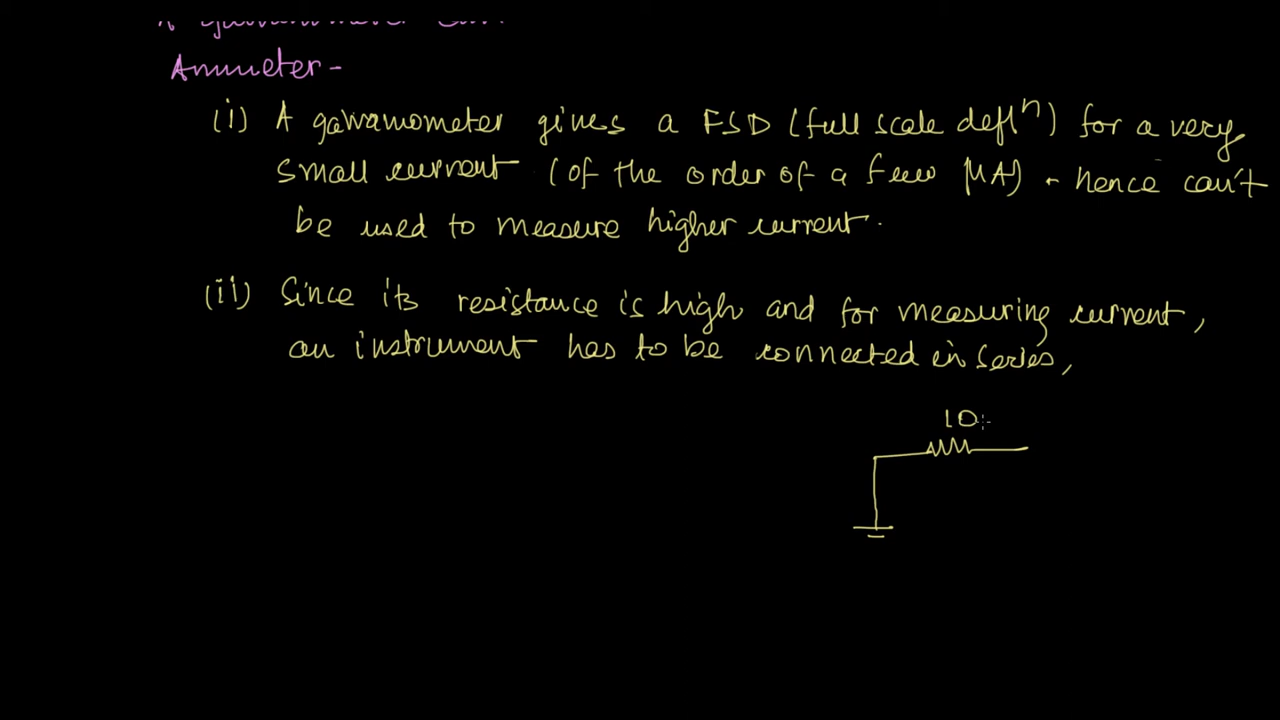 Ammeter -
(i) A galvanometer gives a FSD (full scale deflⁿ) for a very
small current (of the order of a few μA). hence can't
be used to measure higher current.
(ii) Since its resistance is high and for measuring current,
an instrument has to be connected in series,
10